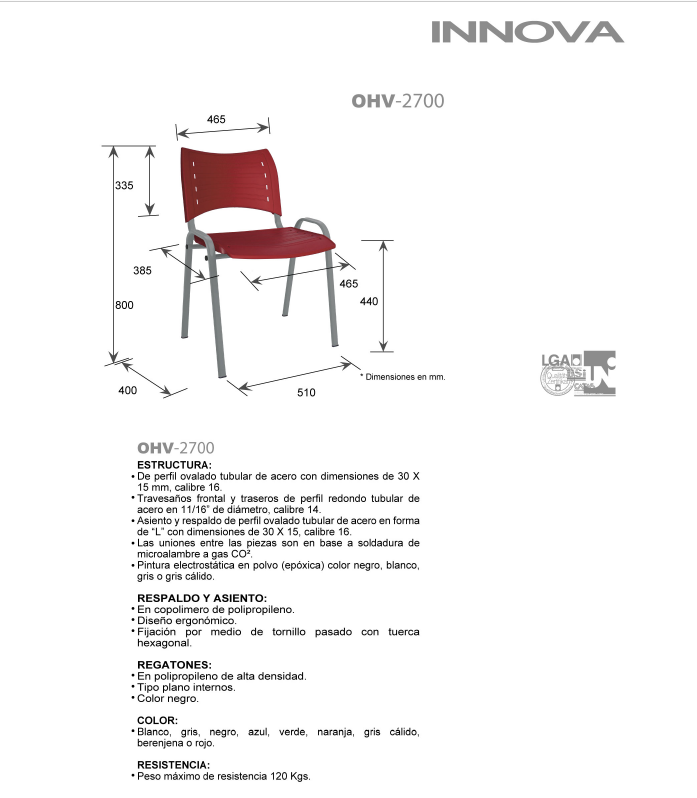 INNOVA
OHV-2700
465
335
385
465
440
800
400
510
* Dimensiones en mm.
LGA
OHV-2700
ESTRUCTURA:
• De perfil ovalado tubular de acero con dimensiones de 30 X
15 mm, calibre 16.
• Travesaños frontal y traseros de perfil redondo tubular de
acero en 11/16” de diámetro, calibre 14.
• Asiento y respaldo de perfil ovalado tubular de acero en forma
de “L” con dimensiones de 30 X 15, calibre 16.
• Las uniones entre las piezas son en base a soldadura de
microalambre a gas CO².
• Pintura electrostática en polvo (epóxica) color negro, blanco,
gris o gris cálido.
RESPALDO Y ASIENTO:
• En copolimero de polipropileno.
• Diseño ergonómico.
• Fijación por medio de tornillo pasado con tuerca
hexagonal.
REGATONES:
• En polipropileno de alta densidad.
• Tipo plano internos.
• Color negro.
COLOR:
• Blanco, gris, negro, azul, verde, naranja, gris cálido,
berenjena o rojo.
RESISTENCIA:
• Peso máximo de resistencia 120 Kgs.